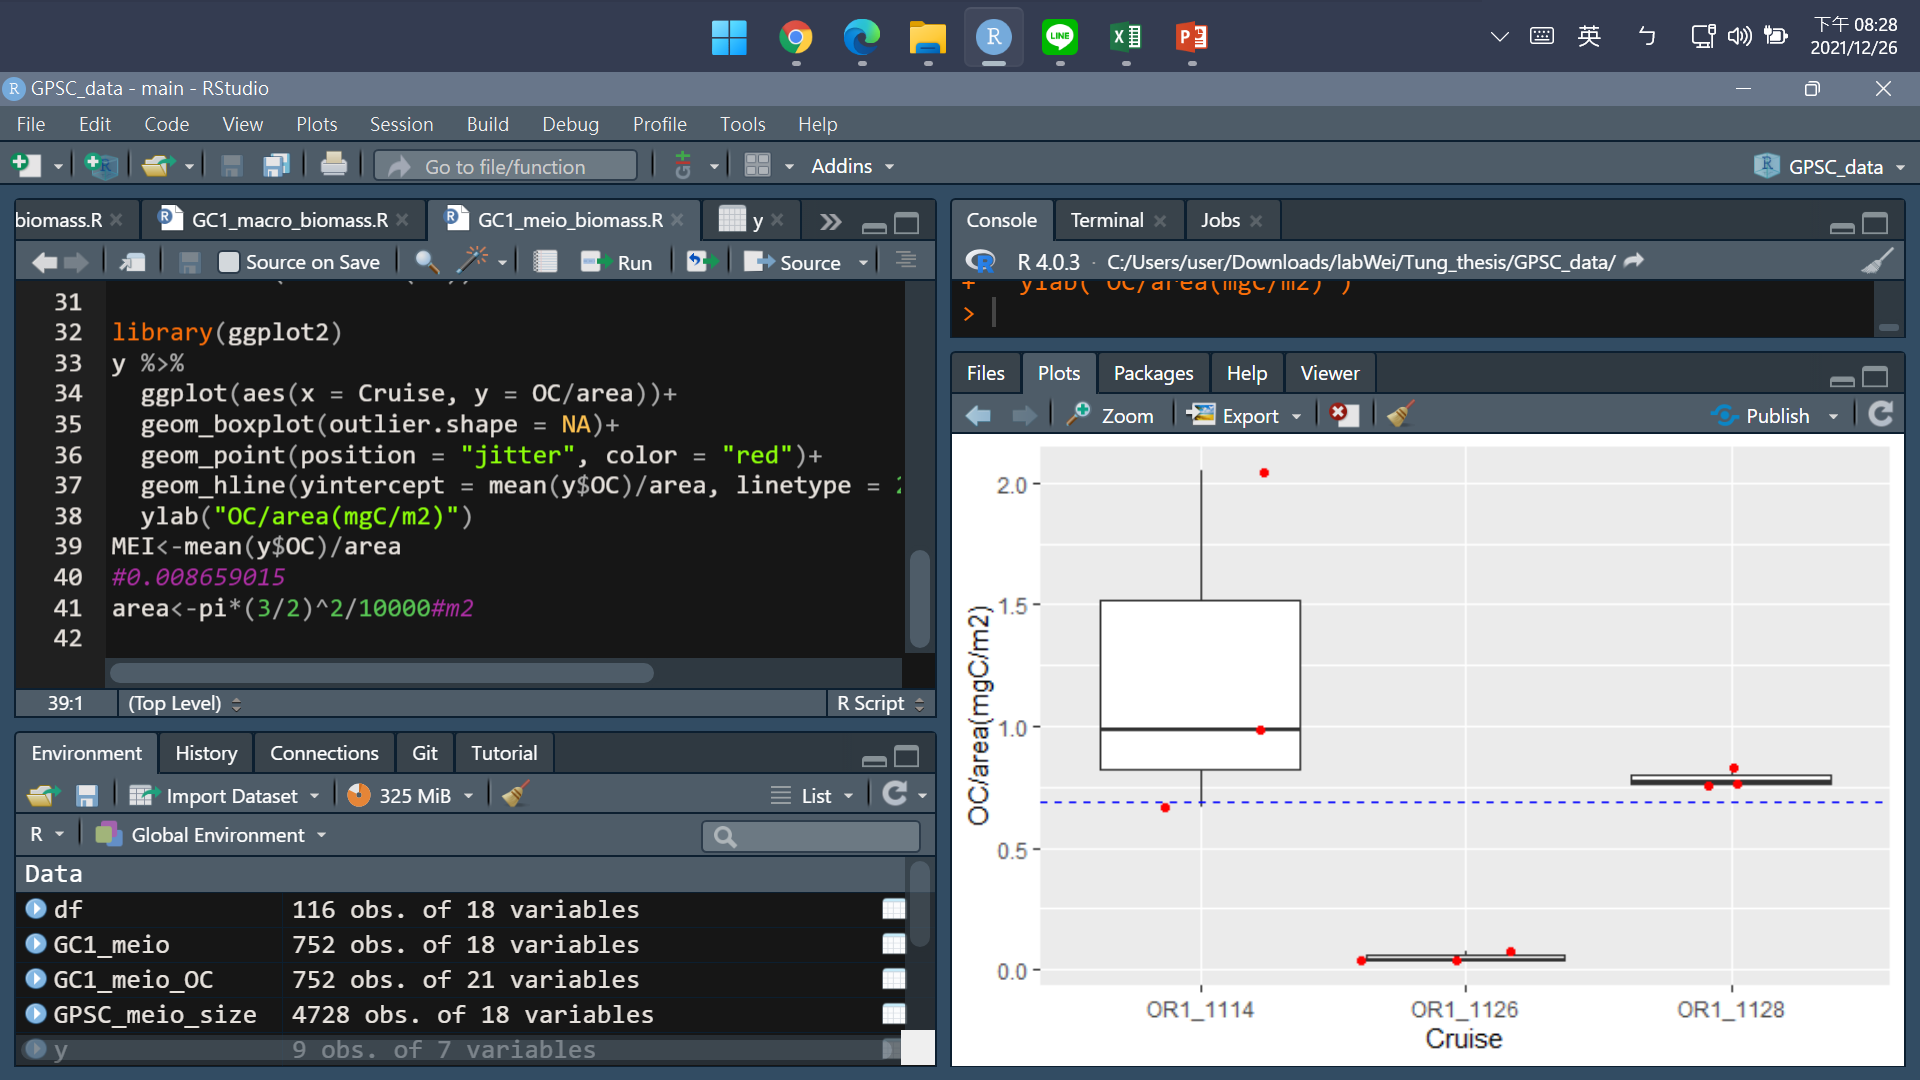 下午 08:28
英 ㄅ
2021/12/26
GPSC_data - main - RStudio
File Edit Code View Plots Session Build Debug Profile Tools Help
Go to file/function Addins GPSC_data
biomass.R GC1_macro_biomass.R GC1_meio_biomass.R y
Source on Save Run Source
31
32 library(ggplot2)
33 y %>%
34 ggplot(aes(x = Cruise, y = OC/area))+
35 geom_boxplot(outlier.shape = NA)+
36 geom_point(position = "jitter", color = "red")+
37 geom_hline(yintercept = mean(y$OC)/area, linetype =
38 ylab("OC/area(mgC/m2)")
39 MEI<-mean(y$OC)/area
40 #0.008659015
41 area<-pi*(3/2)^2/10000#m2
42
39:1 (Top Level) R Script
Environment History Connections Git Tutorial
Import Dataset 325 MiB List
R Global Environment
Data
df 116 obs. of 18 variables
GC1_meio 752 obs. of 18 variables
GC1_meio_OC 752 obs. of 21 variables
GPSC_meio_size 4728 obs. of 18 variables
y 9 obs. of 7 variables
Console Terminal Jobs
R 4.0.3 · C:/Users/user/Downloads/labWei/Tung_thesis/GPSC_data/
+ ylab("OC/area(mgC/m2)")
>
Files Plots Packages Help Viewer
Zoom Export Publish
OC/area(mgC/m2)
2.0
1.5
1.0
0.5
0.0
OR1_1114 OR1_1126 OR1_1128
Cruise